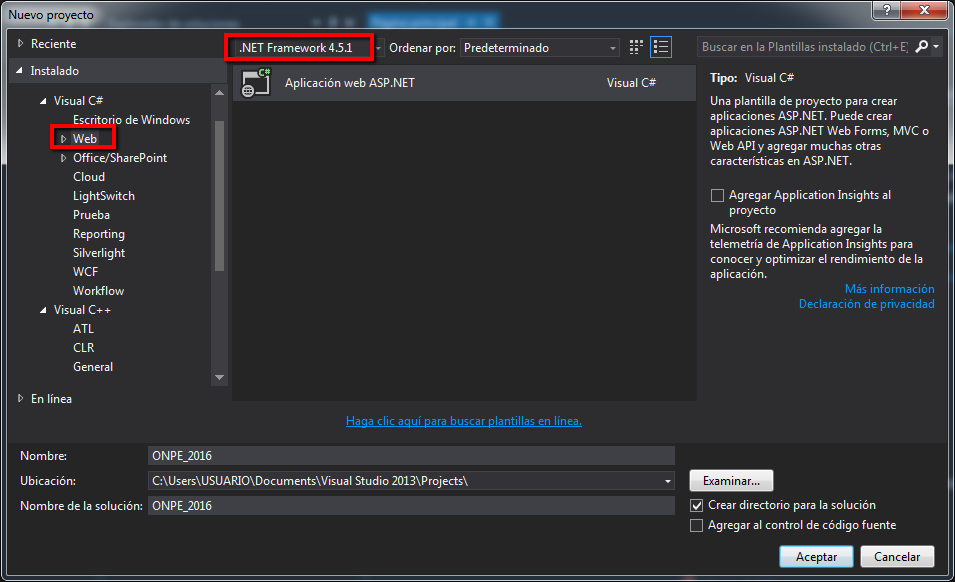 Nuevo proyecto
Reciente
Instalado
Visual C#
Escritorio de Windows
Web
Office/SharePoint
Cloud
LightSwitch
Prueba
Reporting
Silverlight
WCF
Workflow
Visual C++
ATL
CLR
General
En línea
.NET Framework 4.5.1
Ordenar por: Predeterminado
Aplicación web ASP.NET Visual C#
Haga clic aquí para buscar plantillas en línea.
Buscar en la Plantillas instalado (Ctrl+E)
Tipo: Visual C#
Una plantilla de proyecto para crear
aplicaciones ASP.NET. Puede crear
aplicaciones ASP.NET Web Forms, MVC o
Web API y agregar muchas otras
características en ASP.NET.
Agregar Application Insights al
proyecto
Microsoft recomienda agregar la
telemetría de Application Insights para
conocer y optimizar el rendimiento de la
aplicación.
Más información
Declaración de privacidad
Nombre: ONPE_2016
Ubicación: C:\Users\USUARIO\Documents\Visual Studio 2013\Projects\
Nombre de la solución: ONPE_2016
Examinar...
Crear directorio para la solución
Agregar al control de código fuente
Aceptar Cancelar